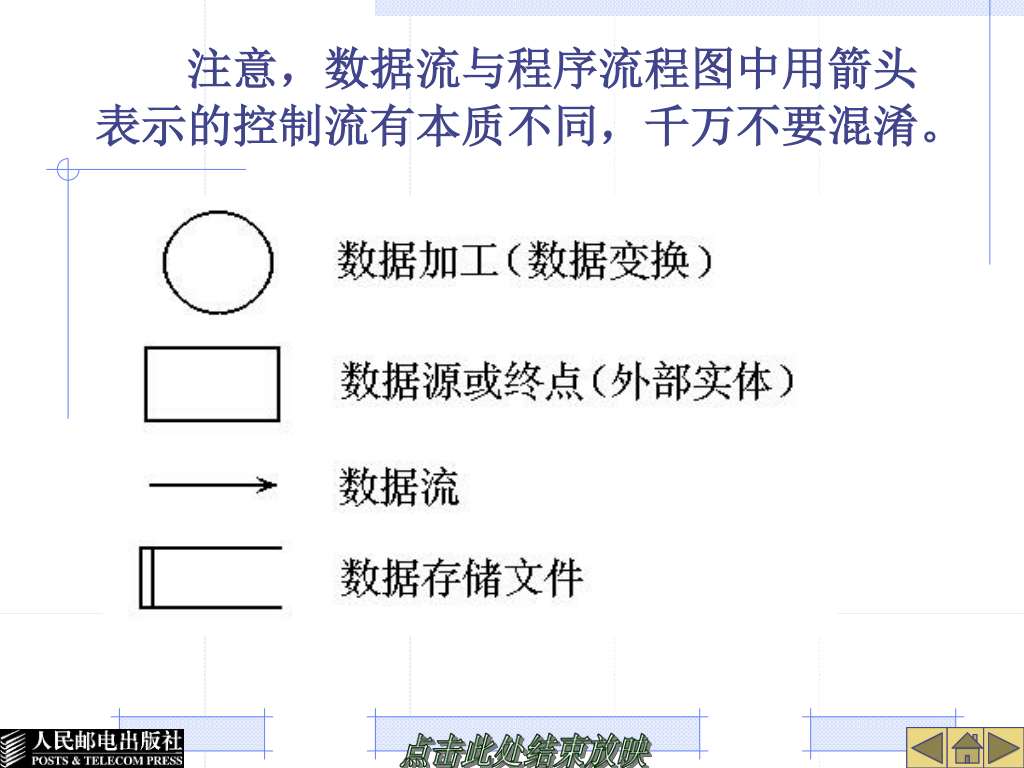 注意，数据流与程序流程图中用箭头
表示的控制流有本质不同，千万不要混淆。
数据加工（数据变换）
数据源或终点（外部实体）
数据流
数据存储文件
人民邮电出版社
POSTS & TELECOM PRESS
点击此处结束放映